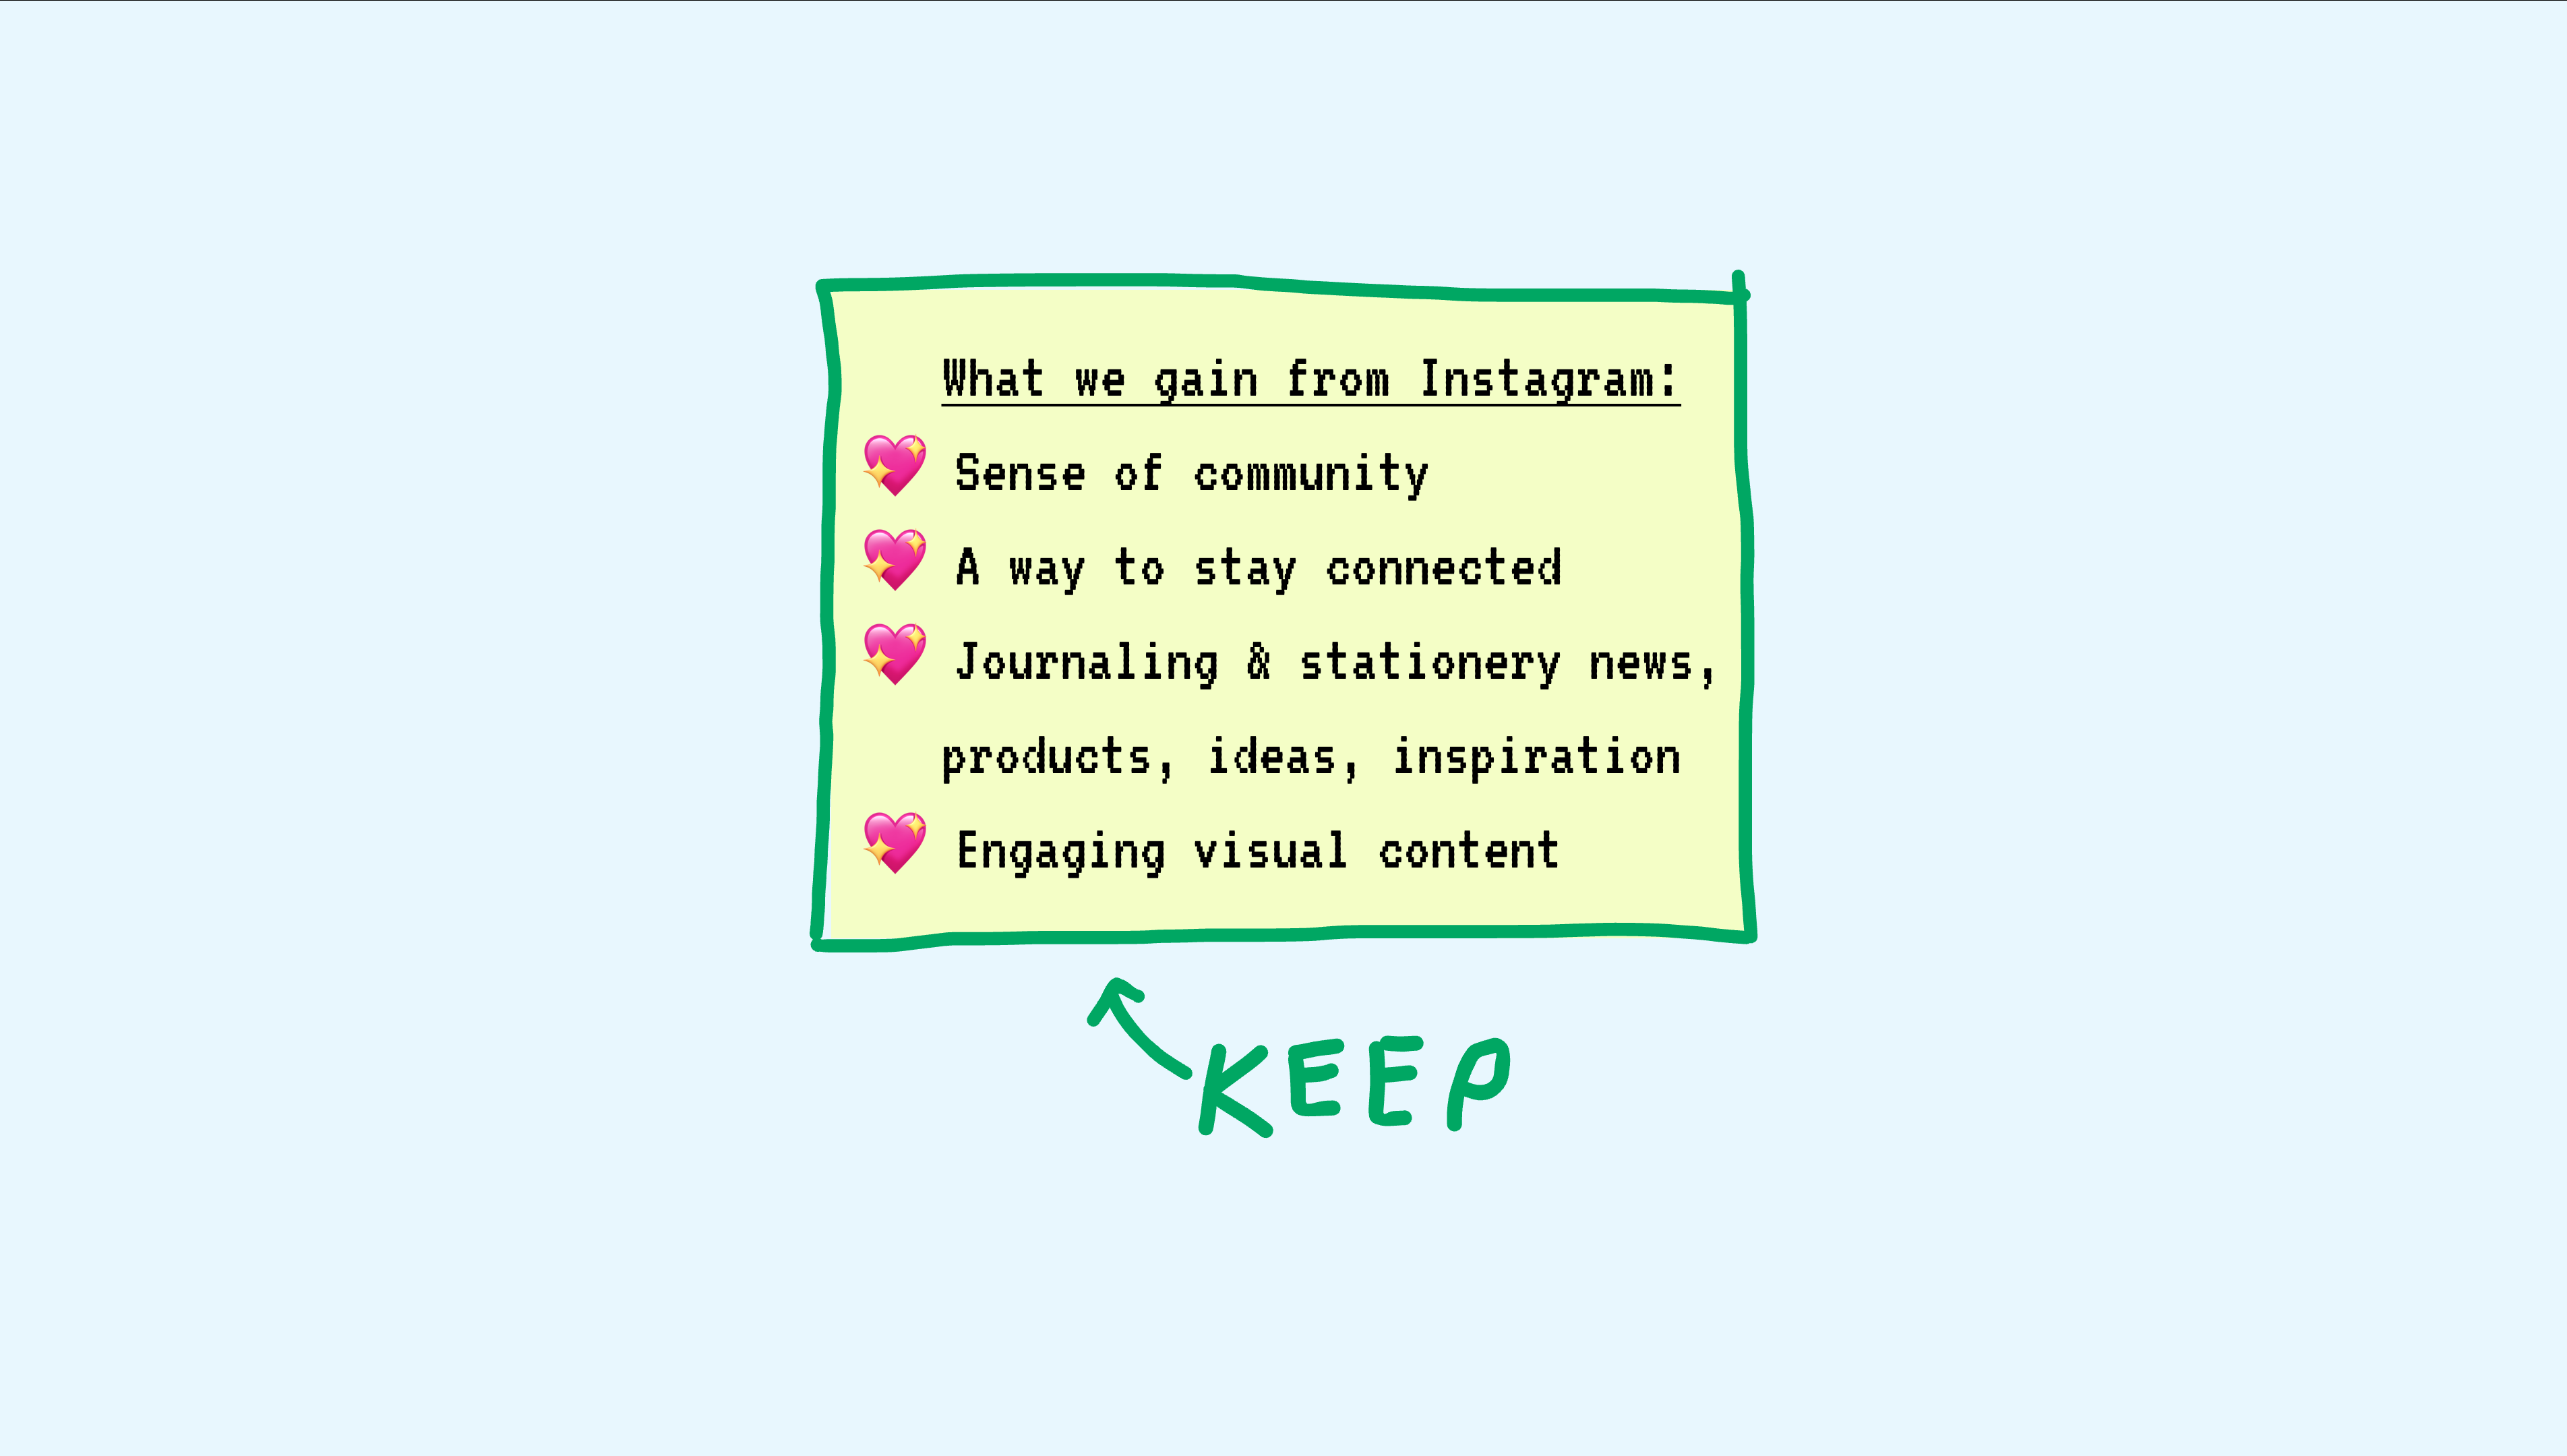 What we gain from Instagram:
💖 Sense of community
💖 A way to stay connected
💖 Journaling & stationery news,
products, ideas, inspiration
💖 Engaging visual content
KEEP